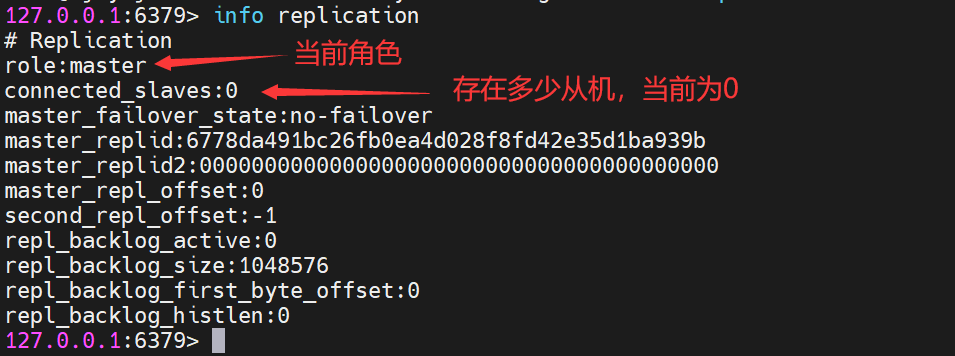 127.0.0.1:6379> info replication
# Replication
role:master
当前角色
connected_slaves:0
存在多少从机，当前为0
master_failover_state:no-failover
master_replid:6778da491bc26fb0ea4d028f8fd42e35d1ba939b
master_replid2:0000000000000000000000000000000000000000
master_repl_offset:0
second_repl_offset:-1
repl_backlog_active:0
repl_backlog_size:1048576
repl_backlog_first_byte_offset:0
repl_backlog_histlen:0
127.0.0.1:6379>